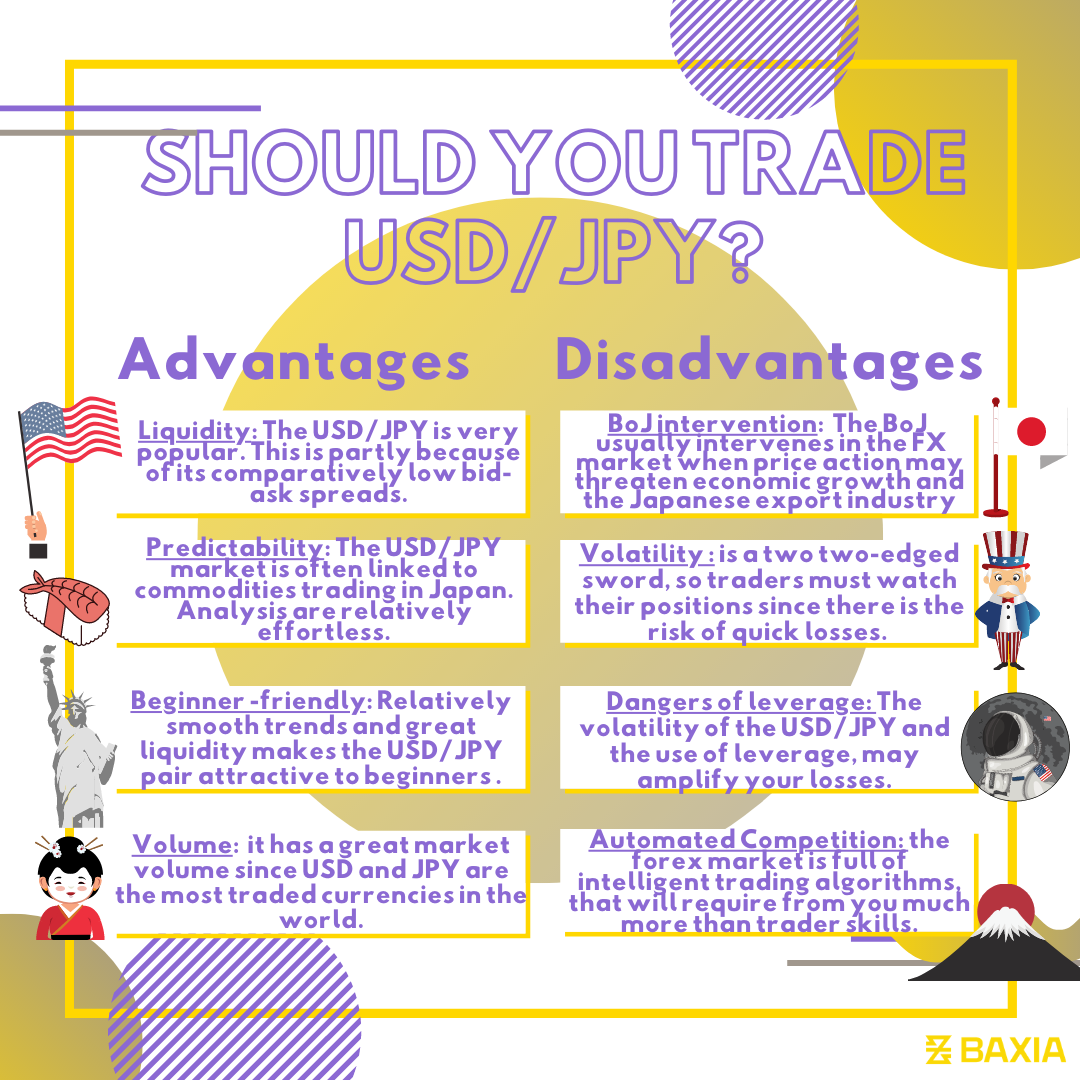 SHOULD YOU TRADE
USD/JPY?
Advantages
Liquidity: The USD/JPY is very
popular. This is partly because
of its comparatively low bid-
ask spreads.
Predictability: The USD/JPY
market is often linked to
commodities trading in Japan.
Analysis are relatively
effortless.
Beginner -friendly: Relatively
smooth trends and great
liquidity makes the USD/JPY
pair attractive to beginners .
Volume: it has a great market
volume since USD and JPY are
the most traded currencies in the
world.
Disadvantages
BoJ intervention: The BoJ
usually intervenes in the FX
market when price action may
threaten economic growth and
the Japanese export industry
Volatility : is a two two-edged
sword, so traders must watch
their positions since there is the
risk of quick losses.
Dangers of leverage: The
volatility of the USD/JPY and
the use of leverage, may
amplify your losses.
Automated Competition: the
forex market is full of
intelligent trading algorithms,
that will require from you much
more than trader skills.
BAXIA